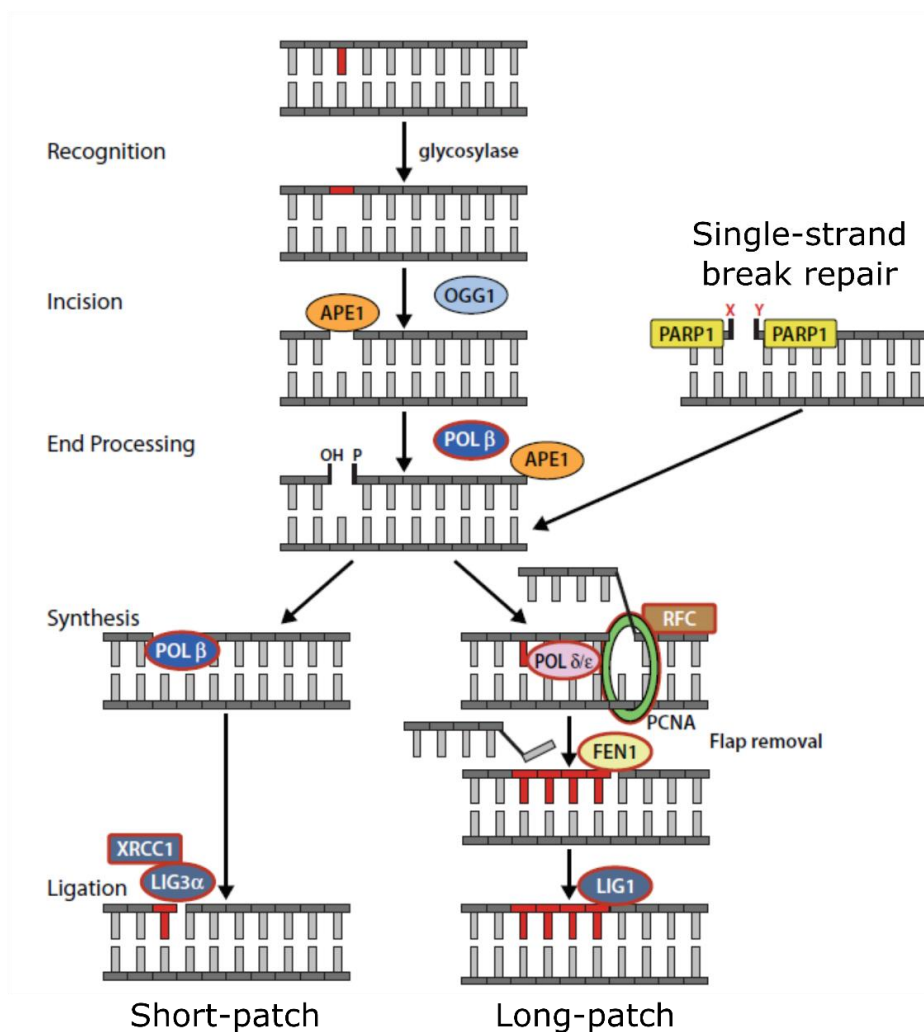 Recognition
glycosylase
Single-strand
break repair
Incision
OGG1
APE1
X
Y
PARP1
PARP1
End Processing
POL β
APE1
OH P
Synthesis
RFC
POL β
POL δ/ε
PCNA
Flap removal
FEN1
XRCC1
LIG3α
LIG1
Ligation
Short-patch
Long-patch